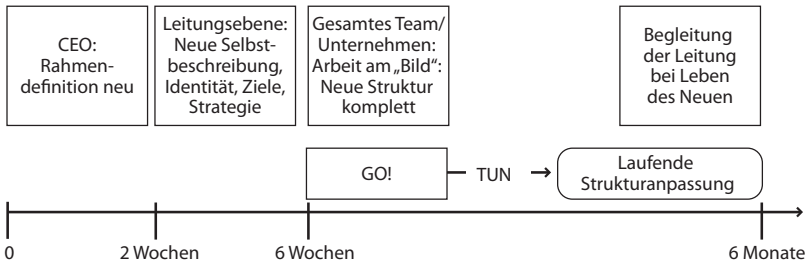 CEO:
Rahmen-
definition neu
Leitungsebene:
Neue Selbst-
beschreibung,
Identität, Ziele,
Strategie
Gesamtes Team/
Unternehmen:
Arbeit am „Bild“:
Neue Struktur
komplett
Begleitung
der Leitung
bei Leben
des Neuen
GO!
TUN
Laufende
Strukturanpassung
0
2 Wochen
6 Wochen
6 Monate